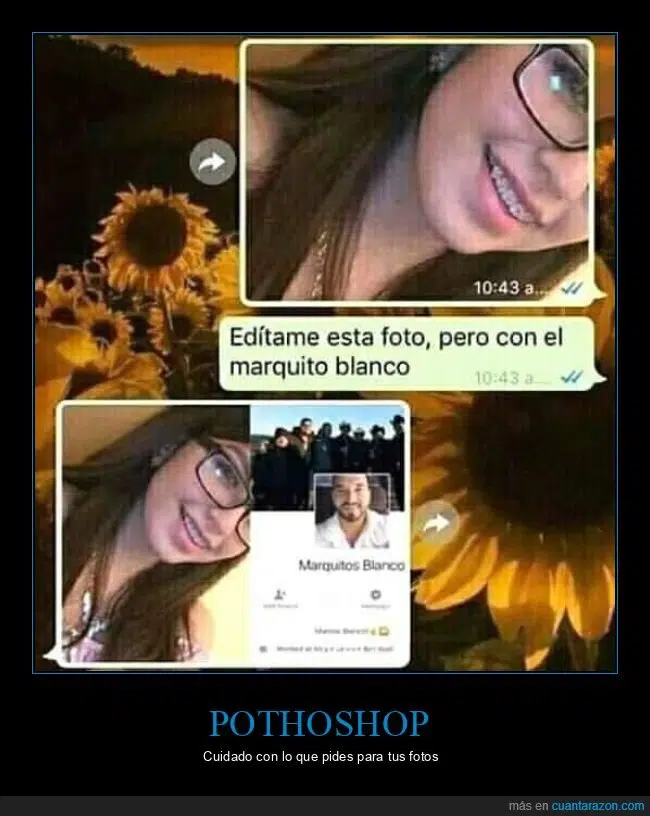 10:43 a...
Edítame esta foto, pero con el
marquito blanco
10:43 a...
Marquitos Blanco
POTHOSHOP
Cuidado con lo que pides para tus fotos
más en cuantarazon.com